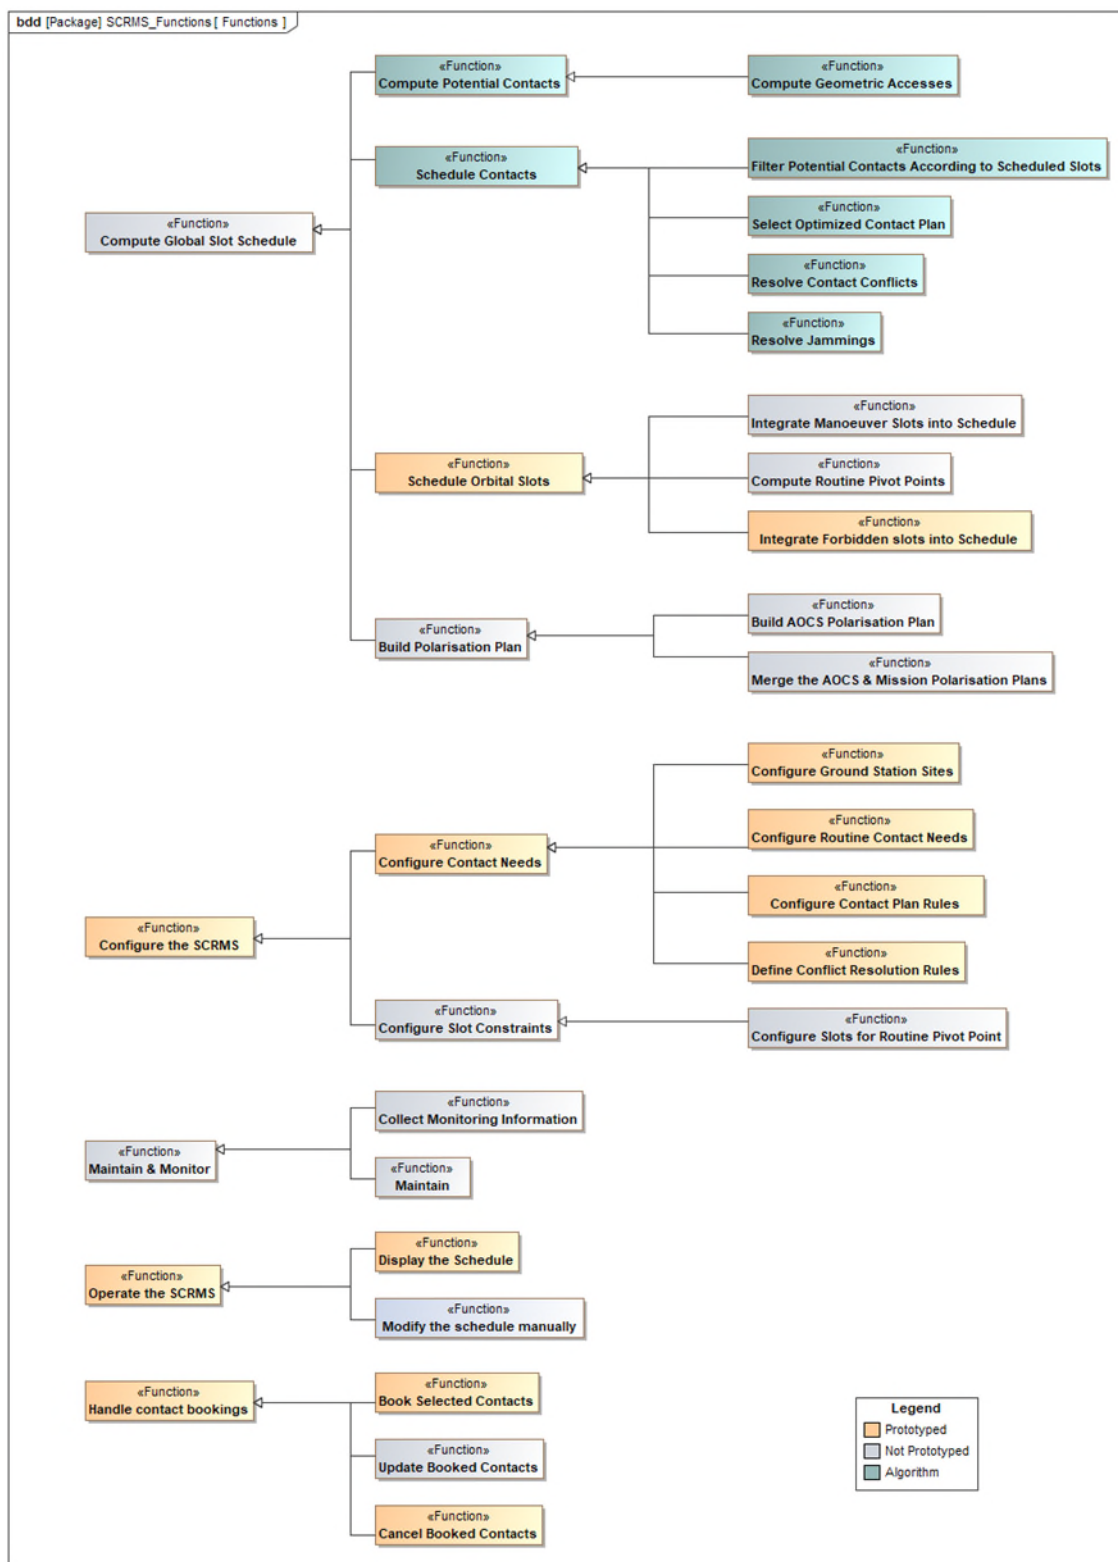 bdd [Package] SCRMS_Functions [ Functions ]
«Function»
Compute Potential Contacts
«Function»
Compute Geometric Accesses
«Function»
Schedule Contacts
«Function»
Filter Potential Contacts According to Scheduled Slots
«Function»
Select Optimized Contact Plan
«Function»
Compute Global Slot Schedule
«Function»
Resolve Contact Conflicts
«Function»
Resolve Jammings
«Function»
Integrate Manoeuver Slots into Schedule
«Function»
Schedule Orbital Slots
«Function»
Compute Routine Pivot Points
«Function»
Integrate Forbidden slots into Schedule
«Function»
Build AOCS Polarisation Plan
«Function»
Build Polarisation Plan
«Function»
Merge the AOCS & Mission Polarisation Plans
«Function»
Configure Ground Station Sites
«Function»
Configure Routine Contact Needs
«Function»
Configure Contact Needs
«Function»
Configure Contact Plan Rules
«Function»
Configure the SCRMS
«Function»
Define Conflict Resolution Rules
«Function»
Configure Slot Constraints
«Function»
Configure Slots for Routine Pivot Point
«Function»
Collect Monitoring Information
«Function»
Maintain & Monitor
«Function»
Maintain
«Function»
Display the Schedule
«Function»
Operate the SCRMS
«Function»
Modify the schedule manually
«Function»
Handle contact bookings
«Function»
Book Selected Contacts
«Function»
Update Booked Contacts
«Function»
Cancel Booked Contacts
Legend
Prototyped
Not Prototyped
Algorithm